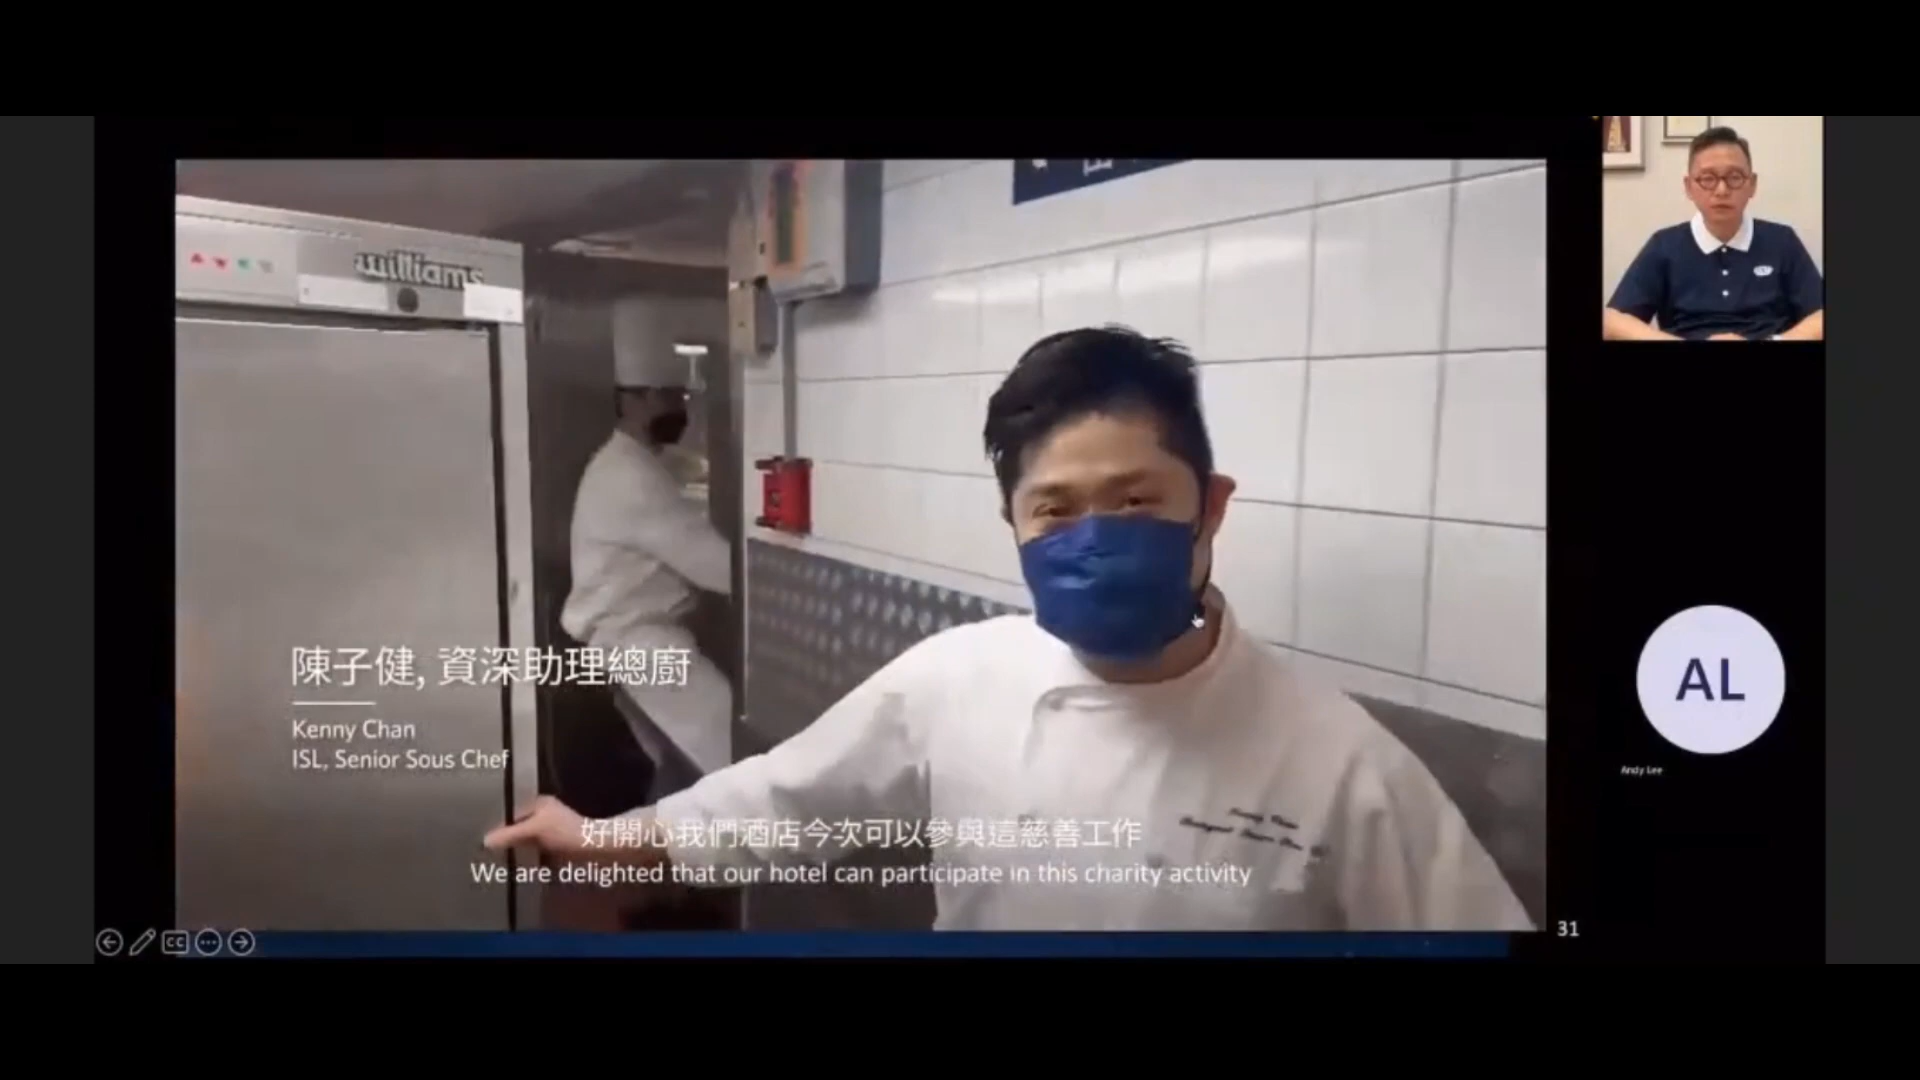 williams
陳子健, 資深助理總廚
Kenny Chan
ISL, Senior Sous Chef
好開心我們酒店今次可以參與這慈善工作
We are delighted that our hotel can participate in this charity activity
31
CC
AL
Andy Lee